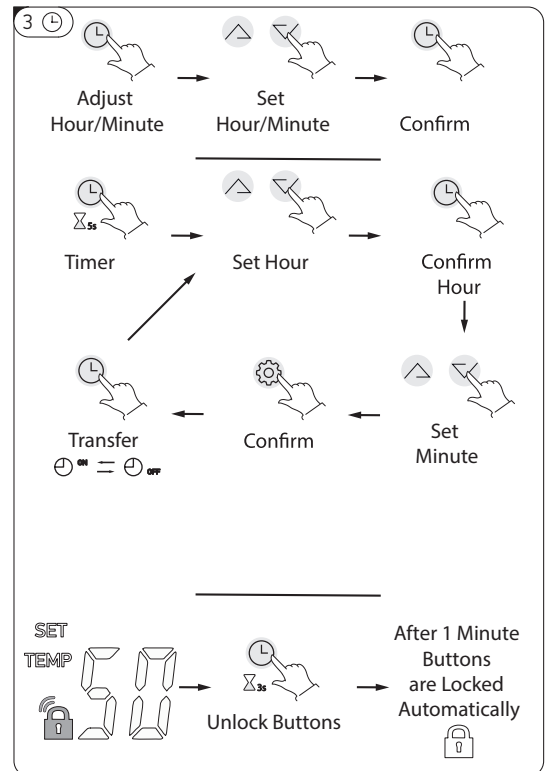 3
Adjust
Hour/Minute
Set
Hour/Minute
Confirm
5s
Timer
Set Hour
Confirm
Hour
Transfer
ON
OFF
Confirm
Set
Minute
SET
TEMP
50
3s
Unlock Buttons
After 1 Minute
Buttons
are Locked
Automatically